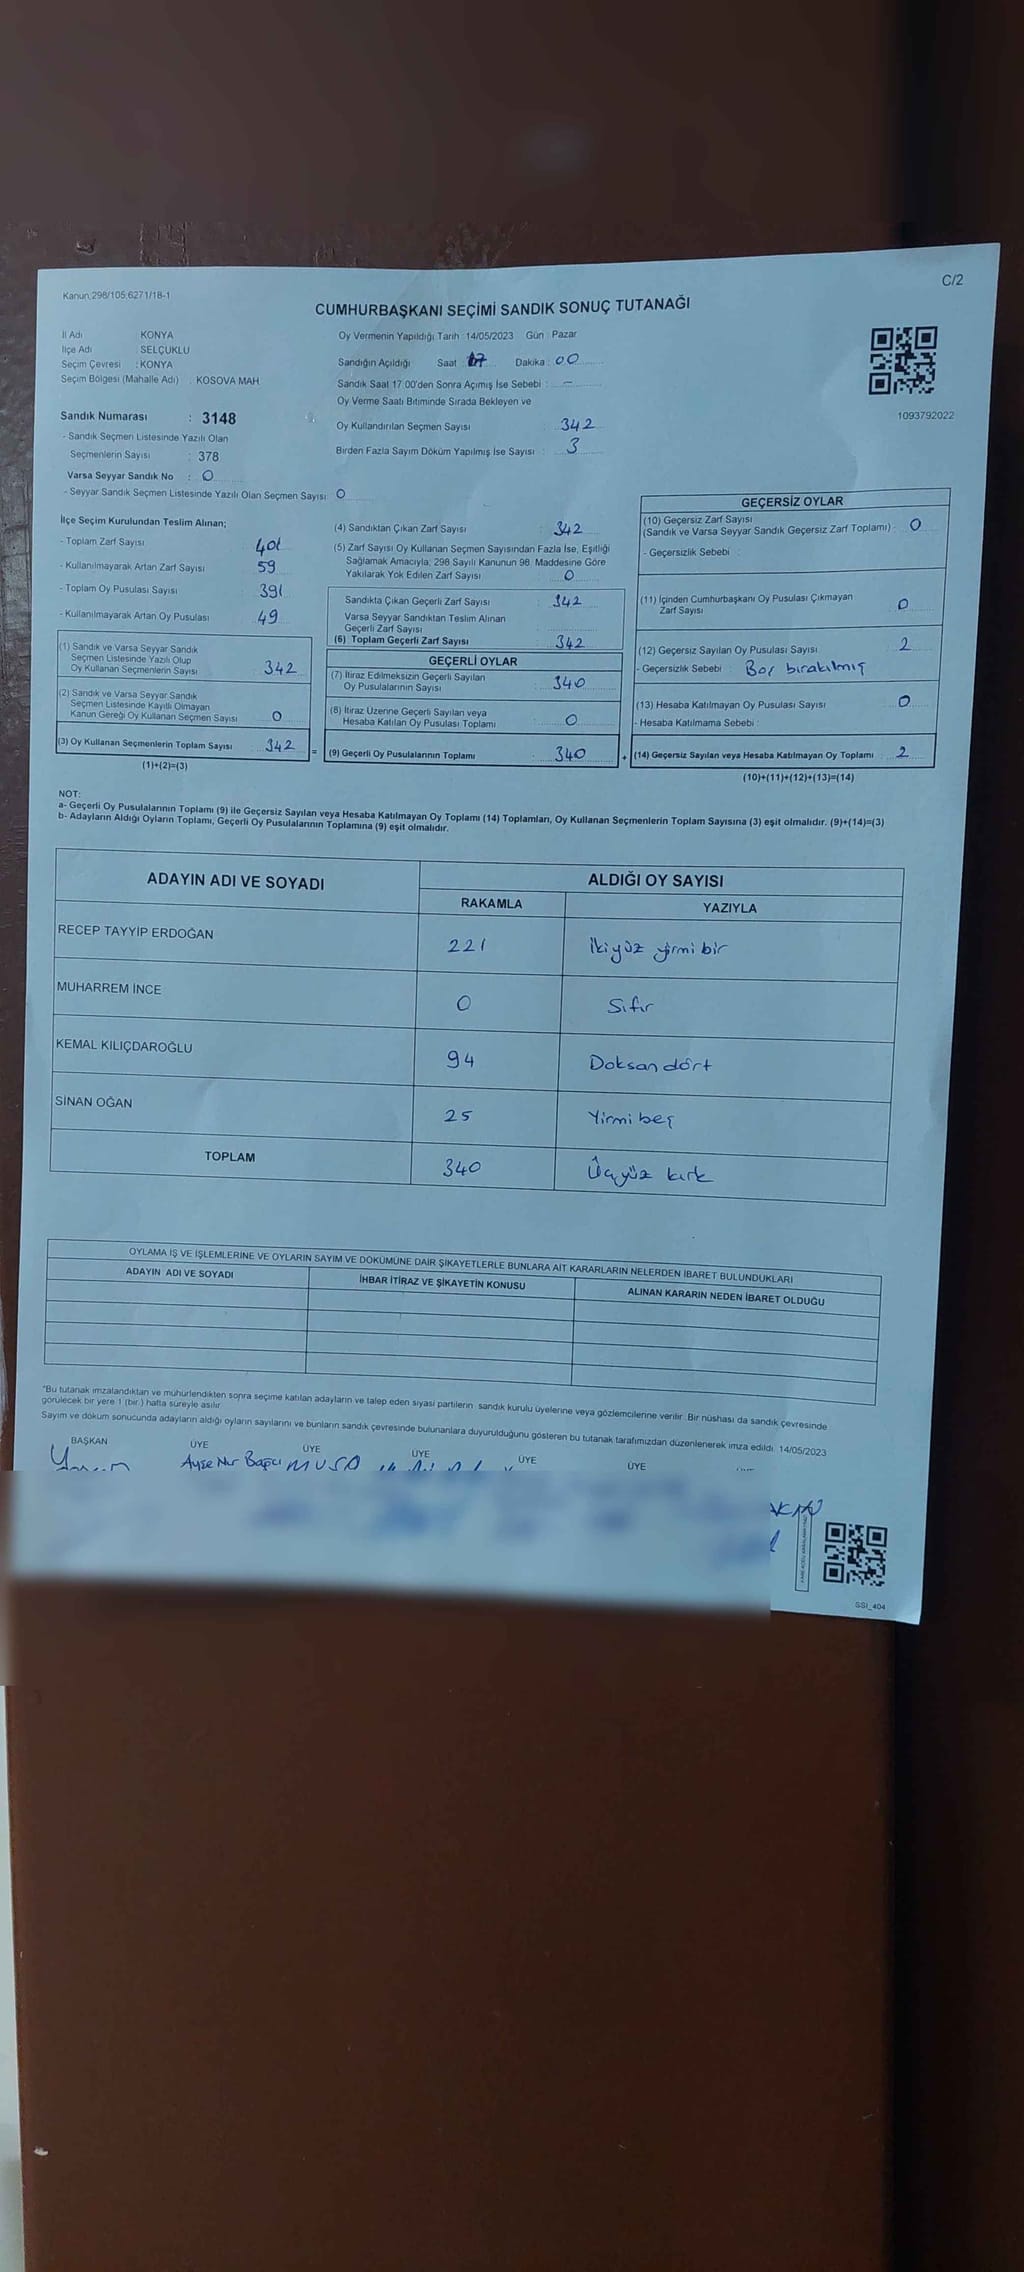 C/2
Kanun:298/105;6271/18-1
CUMHURBAŞKANI SEÇİMİ SANDIK SONUÇ TUTANAĞI
İl Adı : KONYA
İlçe Adı : SELÇUKLU
Seçim Çevresi : KONYA
Seçim Bölgesi (Mahalle Adı) : KOSOVA MAH
Sandık Numarası : 3148
- Sandık Seçmen Listesinde Yazılı Olan
Seçmenlerin Sayısı : 378
Varsa Seyyar Sandık No : 0
- Seyyar Sandık Seçmen Listesinde Yazılı Olan Seçmen Sayısı 0
Oy Vermenin Yapıldığı Tarih :14/05/2023 Gün : Pazar
Sandığın Açıldığı Saat : 17 Dakika : 00
Sandık Saat 17:00'den Sonra Açımış İse Sebebi : –
Oy Verme Saati Bitiminde Sırada Bekleyen ve
Oy Kullandırılan Seçmen Sayısı : 342
Birden Fazla Sayım Döküm Yapılmış İse Sayısı : 3
1093792022
İlçe Seçim Kurulundan Teslim Alınan;
- Toplam Zarf Sayısı 401
- Kullanılmayarak Artan Zarf Sayısı 59
- Toplam Oy Pusulası Sayısı 391
- Kullanılmayarak Artan Oy Pusulası 49
(1) Sandık ve Varsa Seyyar Sandık
Seçmen Listesinde Yazılı Olup
Oy Kullanan Seçmenlerin Sayısı 342
(2) Sandık ve Varsa Seyyar Sandık
Seçmen Listesinde Kayıtlı Olmayan
Kanun Gereği Oy Kullanan Seçmen Sayısı 0
(3) Oy Kullanan Seçmenlerin Toplam Sayısı 342
(1)+(2)=(3)
(4) Sandıktan Çıkan Zarf Sayısı : 342
(5) Zarf Sayısı Oy Kullanan Seçmen Sayısından Fazla İse, Eşitliği
Sağlamak Amacıyla; 298 Sayılı Kanunun 98. Maddesine Göre
Yakılarak Yok Edilen Zarf Sayısı : 0
Sandıkta Çıkan Geçerli Zarf Sayısı : 342
Varsa Seyyar Sandıktan Teslim Alınan
Geçerli Zarf Sayısı :
(6) Toplam Geçerli Zarf Sayısı : 342
GEÇERLİ OYLAR
(7) İtiraz Edilmeksizin Geçerli Sayılan
Oy Pusulalarının Sayısı : 340
(8) İtiraz Üzerine Geçerli Sayılan veya
Hesaba Katılan Oy Pusulası Toplamı : 0
= (9) Geçerli Oy Pusulalarının Toplamı : 340 +
GEÇERSİZ OYLAR
(10) Geçersiz Zarf Sayısı
(Sandık ve Varsa Seyyar Sandık Geçersiz Zarf Toplamı) : 0
- Geçersizlik Sebebi :
(11) İçinden Cumhurbaşkanı Oy Pusulası Çıkmayan
Zarf Sayısı : 0
(12) Geçersiz Sayılan Oy Pusulası Sayısı : 2
- Geçersizlik Sebebi : Boş bırakılmış
(13) Hesaba Katılmayan Oy Pusulası Sayısı : 0
- Hesaba Katılmama Sebebi :
(14) Geçersiz Sayılan veya Hesaba Katılmayan Oy Toplamı : 2
(10)+(11)+(12)+(13)=(14)
NOT:
a- Geçerli Oy Pusulalarının Toplamı (9) ile Geçersiz Sayılan veya Hesaba Katılmayan Oy Toplamı (14) Toplamları, Oy Kullanan Seçmenlerin Toplam Sayısına (3) eşit olmalıdır. (9)+(14)=(3)
b- Adayların Aldığı Oyların Toplamı, Geçerli Oy Pusulalarının Toplamına (9) eşit olmalıdır.
ADAYIN ADI VE SOYADI ALDIĞI OY SAYISI
RAKAMLA YAZIYLA
RECEP TAYYİP ERDOĞAN 221 İkiyüz yirmi bir
MUHARREM İNCE 0 Sıfır
KEMAL KILIÇDAROĞLU 94 Doksan dört
SİNAN OĞAN 25 Yirmi beş
TOPLAM 340 Üçyüz kırk
OYLAMA İŞ VE İŞLEMLERİNE VE OYLARIN SAYIM VE DÖKÜMÜNE DAİR ŞİKAYETLERLE BUNLARA AİT KARARLARIN NELERDEN İBARET BULUNDUKLARI
ADAYIN ADI VE SOYADI İHBAR İTİRAZ VE ŞİKAYETİN KONUSU ALINAN KARARIN NEDEN İBARET OLDUĞU
*Bu tutanak imzalandıktan ve mühürlendikten sonra seçime katılan adayların ve talep eden siyasi partilerin sandık kurulu üyelerine veya gözlemcilerine verilir. Bir nüshası da sandık çevresinde
görülecek bir yere 1 (bir ) hafta süreyle asılır.
Sayım ve döküm sonucunda adayların aldığı oyların sayılarını ve bunların sandık çevresinde bulunanlara duyurulduğunu gösteren bu tutanak tarafımızdan düzenlenerek imza edildi. 14/05/2023
BAŞKAN ÜYE ÜYE ÜYE ÜYE ÜYE
Ayşe Nur Bağcı MUSA
SSI_404